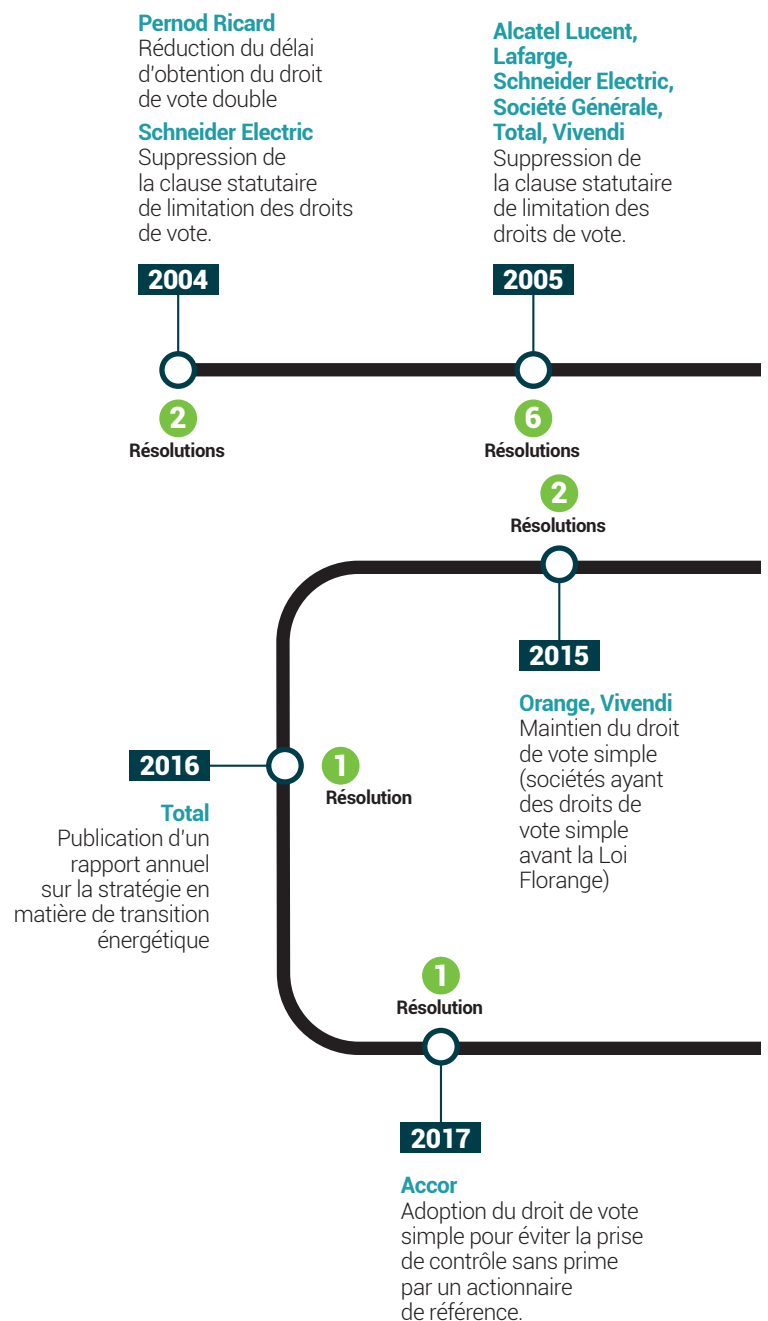 Pernod Ricard
Réduction du délai
d'obtention du droit
de vote double
Schneider Electric
Suppression de
la clause statutaire
de limitation des droits
de vote.
2004
2
Résolutions
Alcatel Lucent,
Lafarge,
Schneider Electric,
Société Générale,
Total, Vivendi
Suppression de
la clause statutaire
de limitation des
droits de vote.
2005
6
Résolutions
2
Résolutions
2015
Orange, Vivendi
Maintien du droit
de vote simple
(sociétés ayant
des droits de
vote simple
avant la Loi
Florange)
2016
1
Résolution
Total
Publication d'un
rapport annuel
sur la stratégie en
matière de transition
énergétique
1
Résolution
2017
Accor
Adoption du droit de vote
simple pour éviter la prise
de contrôle sans prime
par un actionnaire
de référence.